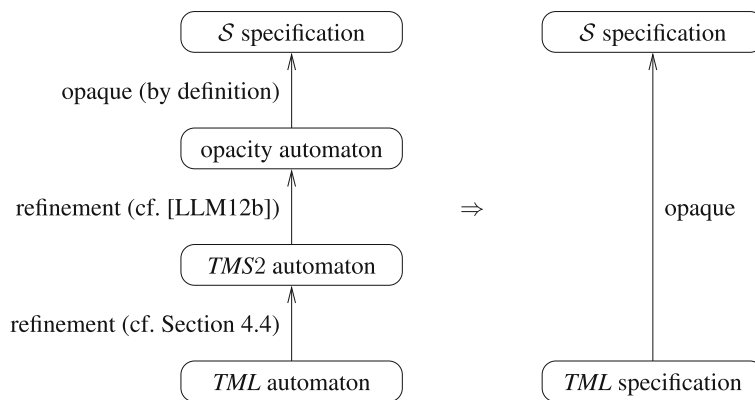 𝒮 specification
𝒮 specification
opaque (by definition)
opacity automaton
refinement (cf. [LLM12b])
⇒
opaque
TMS2 automaton
refinement (cf. Section 4.4)
TML automaton
TML specification